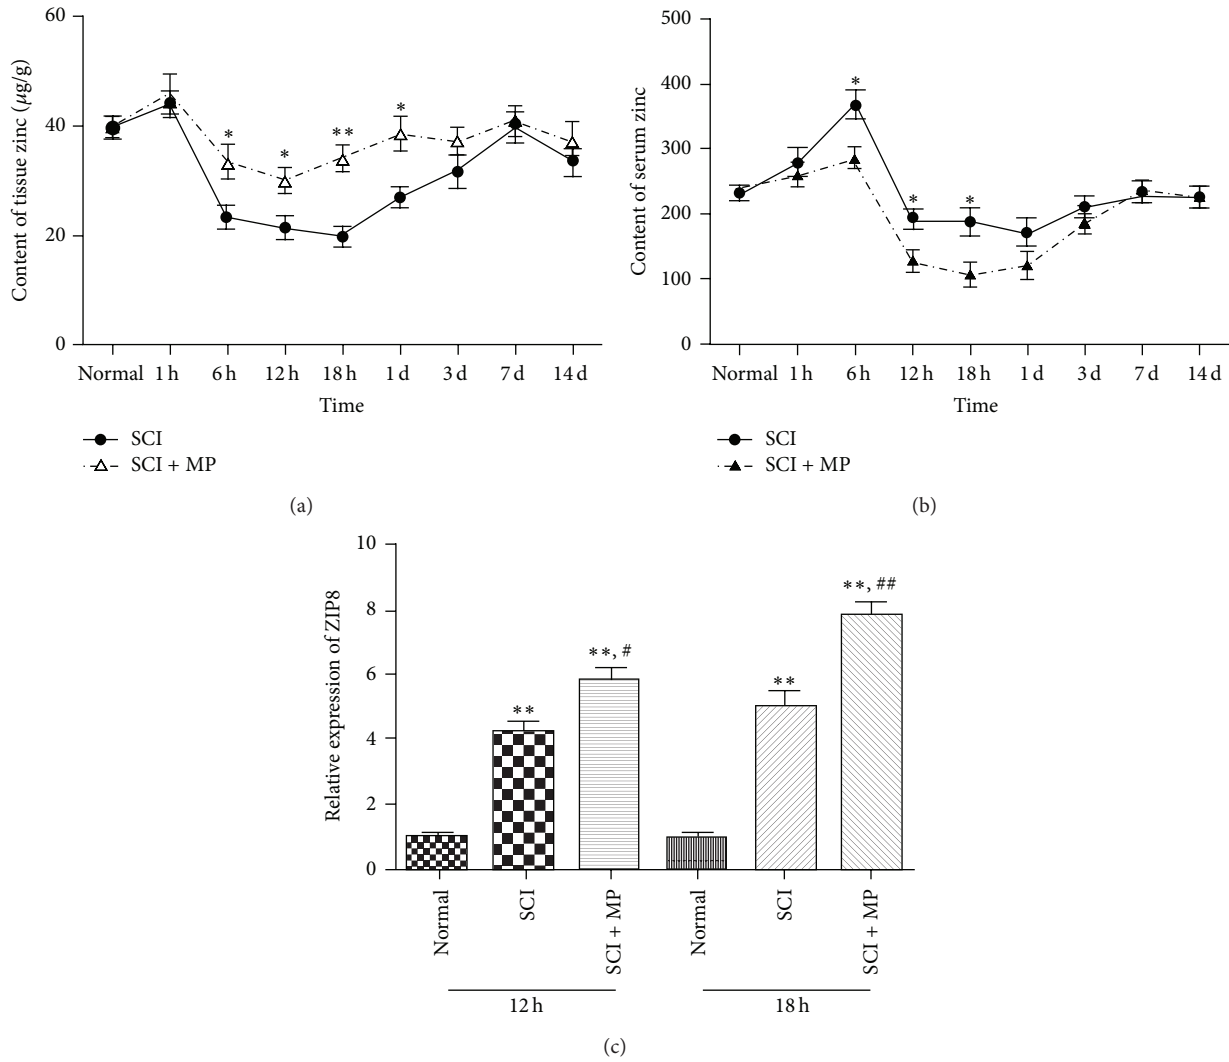 60
40
20
0
Content of tissue zinc (μg/g)
*
*
**
*
Normal 1 h 6 h 12 h 18 h 1 d 3 d 7 d 14 d
Time
SCI
SCI + MP
(a)
500
400
300
200
100
0
Content of serum zinc
*
*
*
Normal 1 h 6 h 12 h 18 h 1 d 3 d 7 d 14 d
Time
SCI
SCI + MP
(b)
10
8
6
4
2
0
Relative expression of ZIP8
**
**, #
**
**, ##
Normal
SCI
SCI + MP
Normal
SCI
SCI + MP
12 h
18 h
(c)